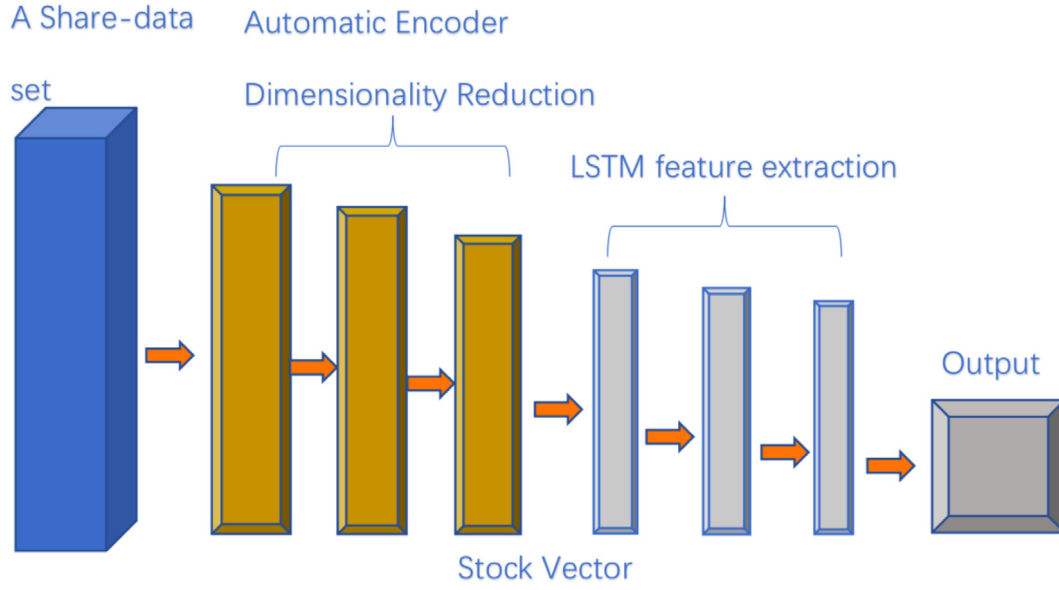 A Share-data
set
Automatic Encoder
Dimensionality Reduction
LSTM feature extraction
Output
Stock Vector